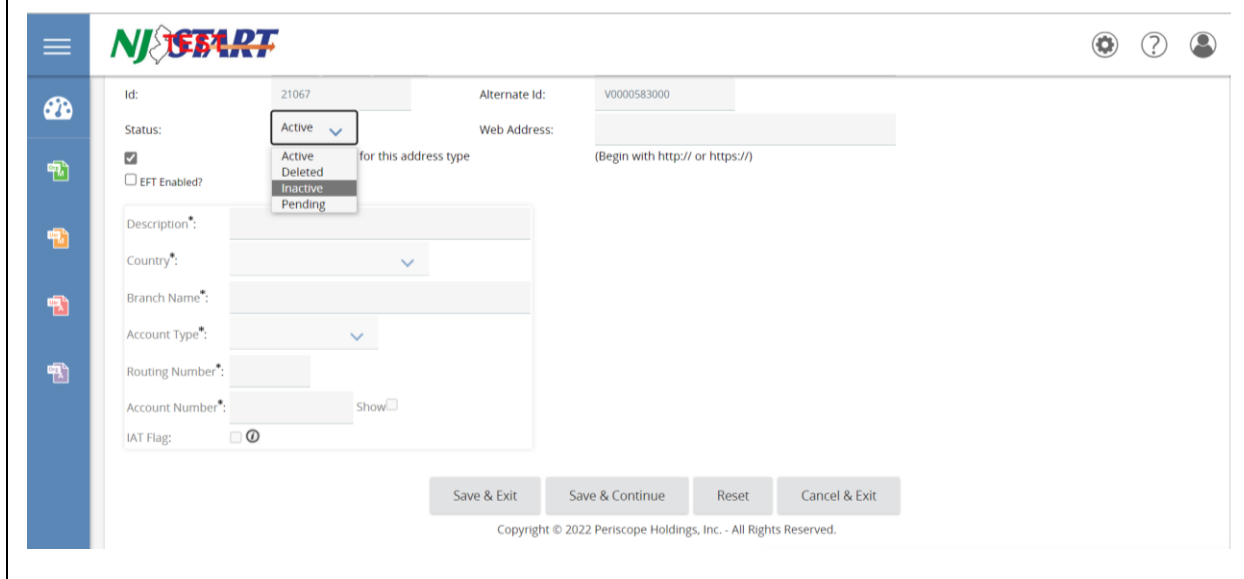 NJ START
TEST
Id: 21067 Alternate Id: V0000583000
Status: Active Web Address:
for this address type (Begin with http:// or https://)
Active
Deleted
Inactive
Pending
EFT Enabled?
Description*:
Country*:
Branch Name*:
Account Type*:
Routing Number*:
Account Number*: Show
IAT Flag:
Save & Exit Save & Continue Reset Cancel & Exit
Copyright © 2022 Periscope Holdings, Inc. - All Rights Reserved.